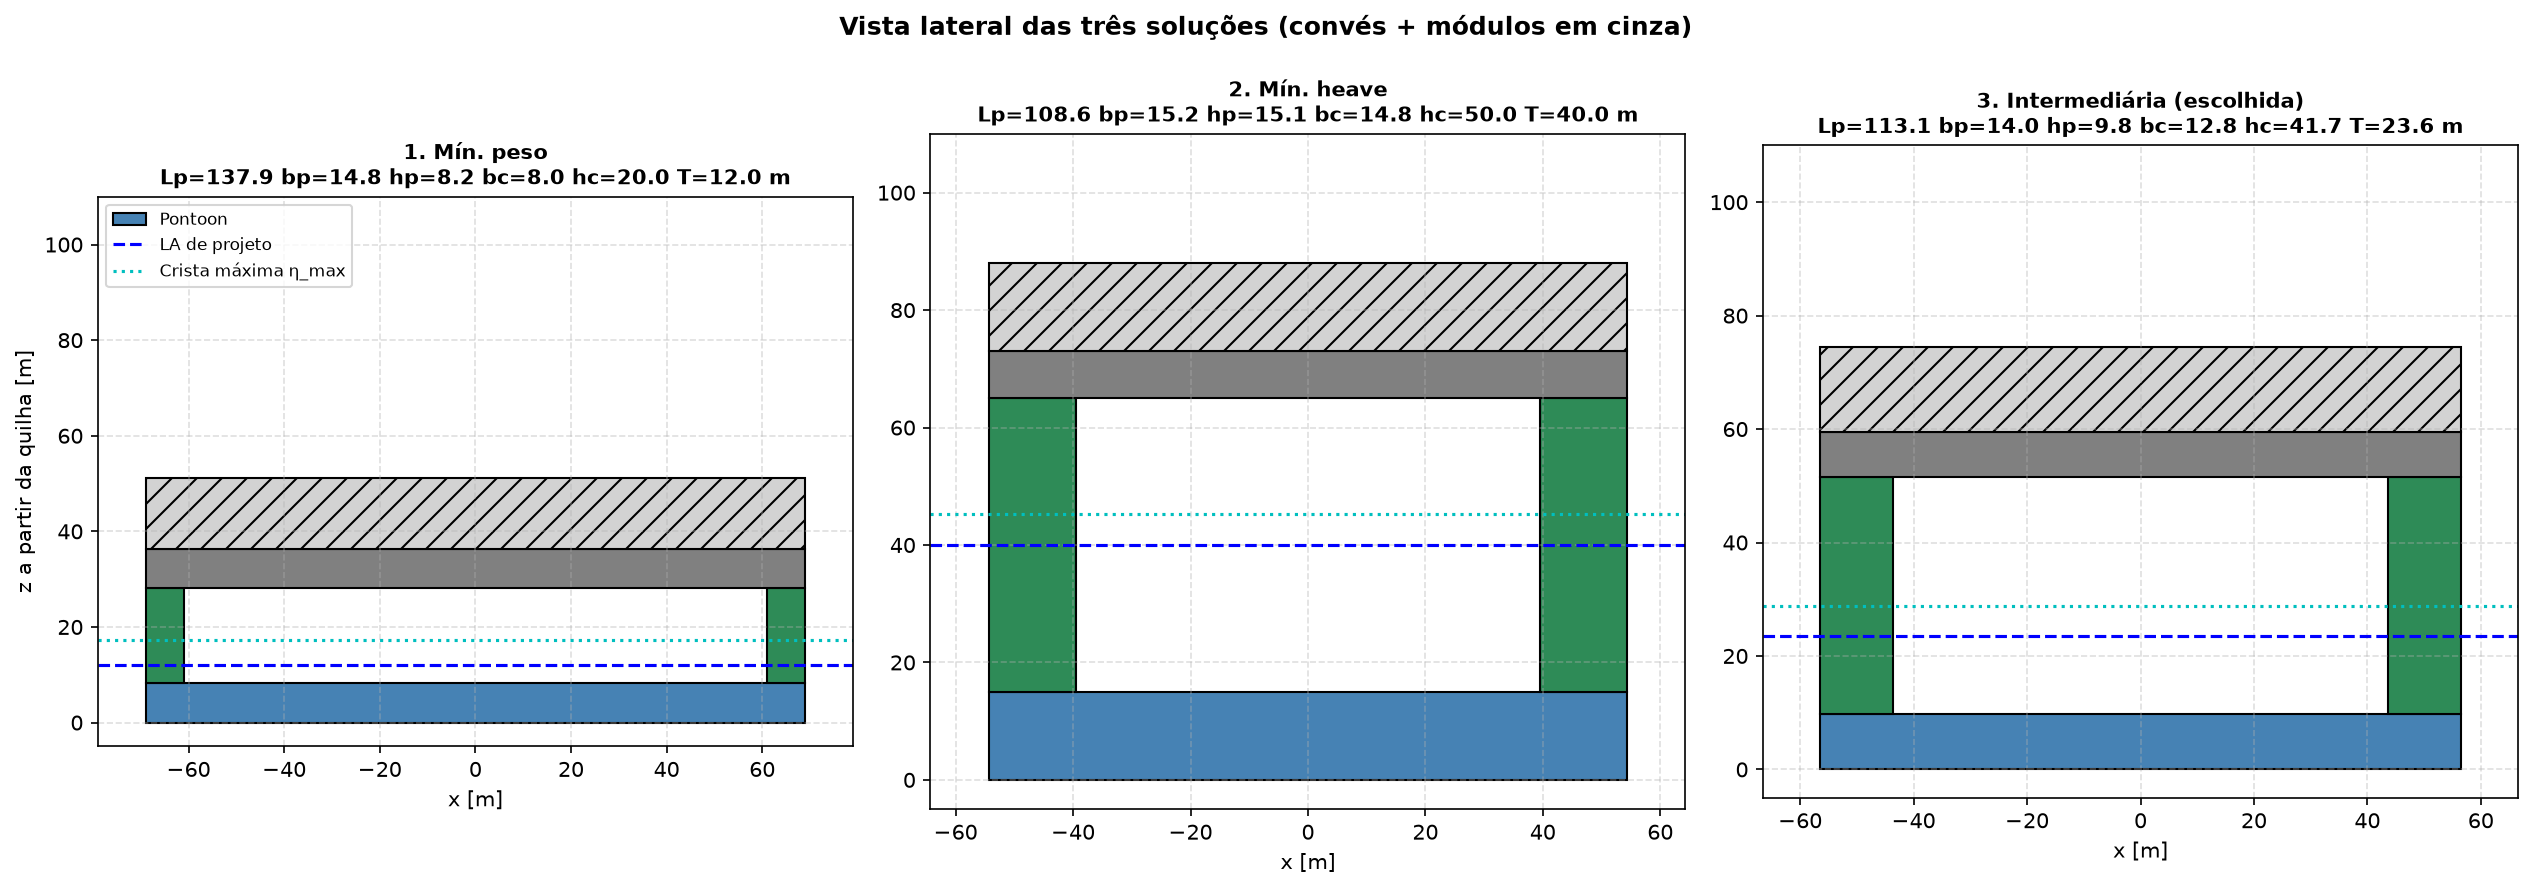 Vista lateral das três soluções (convés + módulos em cinza)
1. Mín. peso
Lp=137.9 bp=14.8 hp=8.2 bc=8.0 hc=20.0 T=12.0 m
Pontoon
LA de projeto
Crista máxima η_max
z a partir da quilha [m]
100
80
60
40
20
0
−60 −40 −20 0 20 40 60
x [m]
2. Mín. heave
Lp=108.6 bp=15.2 hp=15.1 bc=14.8 hc=50.0 T=40.0 m
100
80
60
40
20
0
−60 −40 −20 0 20 40 60
x [m]
3. Intermediária (escolhida)
Lp=113.1 bp=14.0 hp=9.8 bc=12.8 hc=41.7 T=23.6 m
100
80
60
40
20
0
−60 −40 −20 0 20 40 60
x [m]